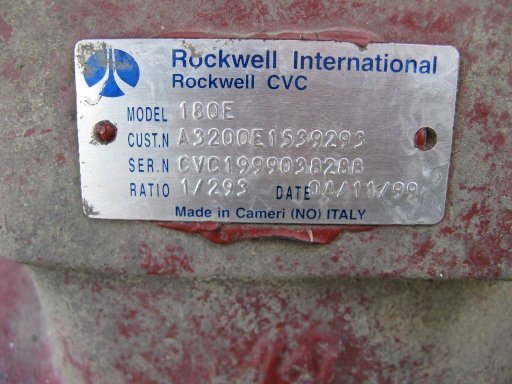 Rockwell International
Rockwell CVC
MODEL 180E
CUST.N A3200E1539293
SER.N CVC1999038288
RATIO 1/293 DATE 04/11/99
Made in Cameri (NO) ITALY